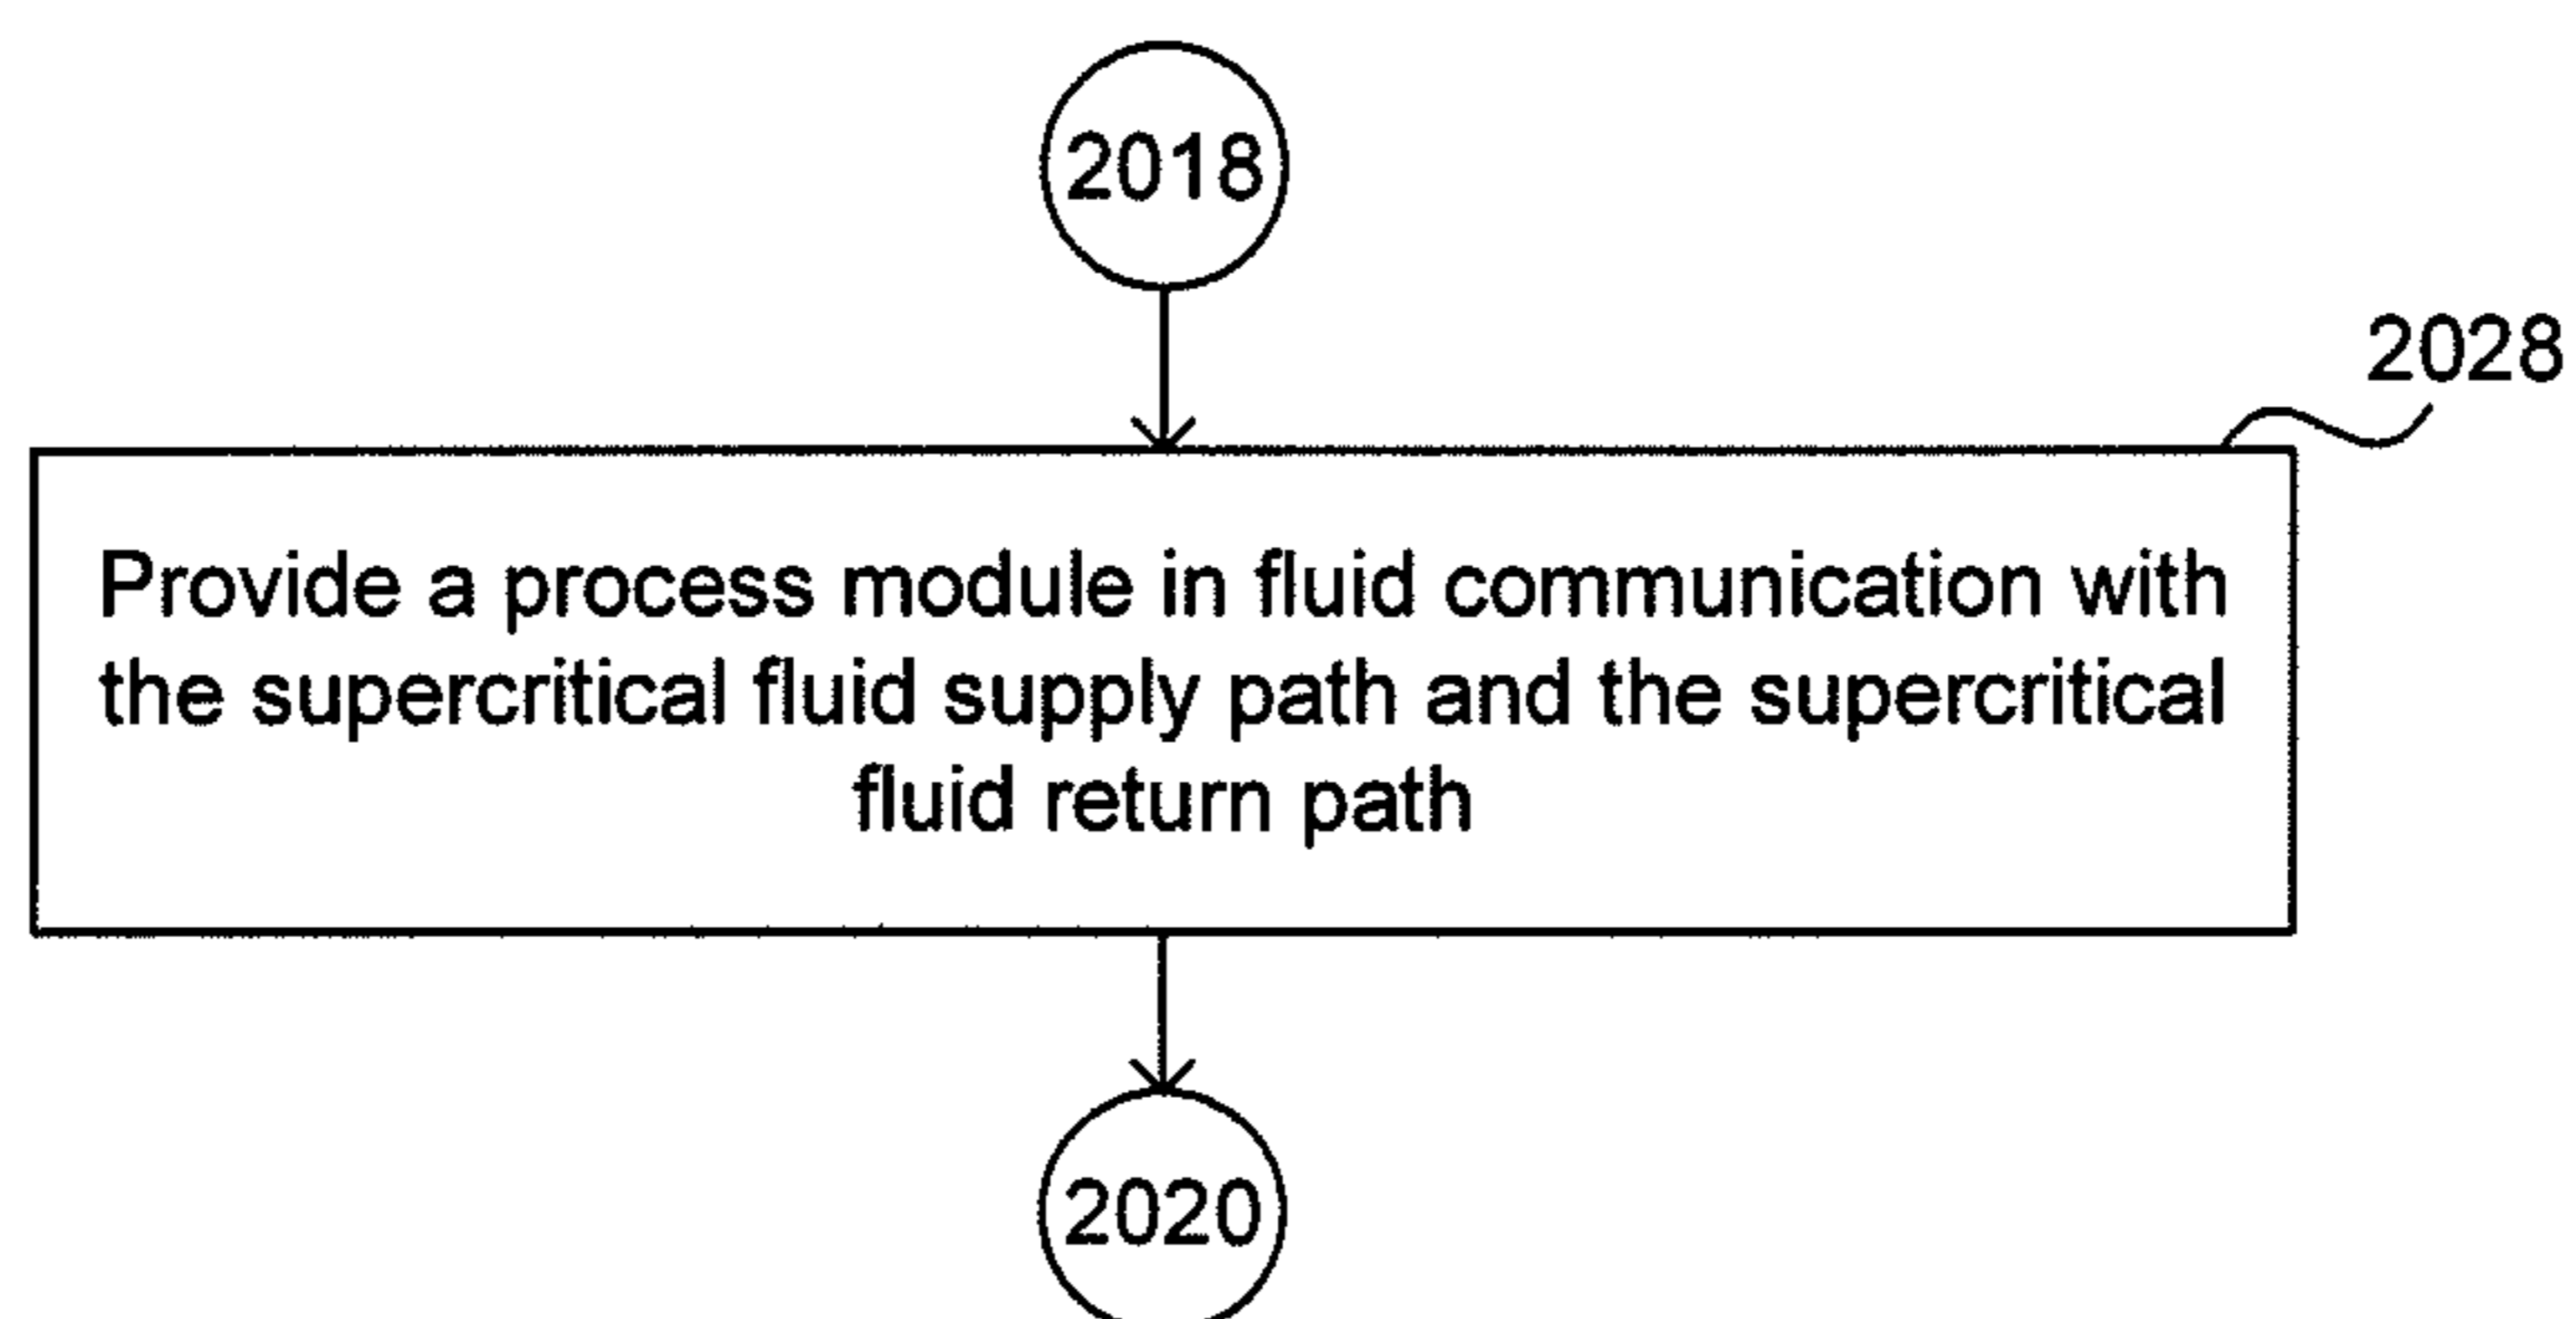 2018
2028
Provide a process module in fluid communication with
the supercritical fluid supply path and the supercritical
fluid return path
2020